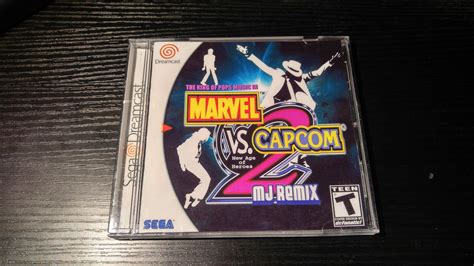 Dreamcast
THE KING OF POPS MUSIC IN
MARVEL
VS. CAPCOM
2
New Age
of
Heroes
MJ REMIX
Sega Dreamcast
SEGA
TEEN
T